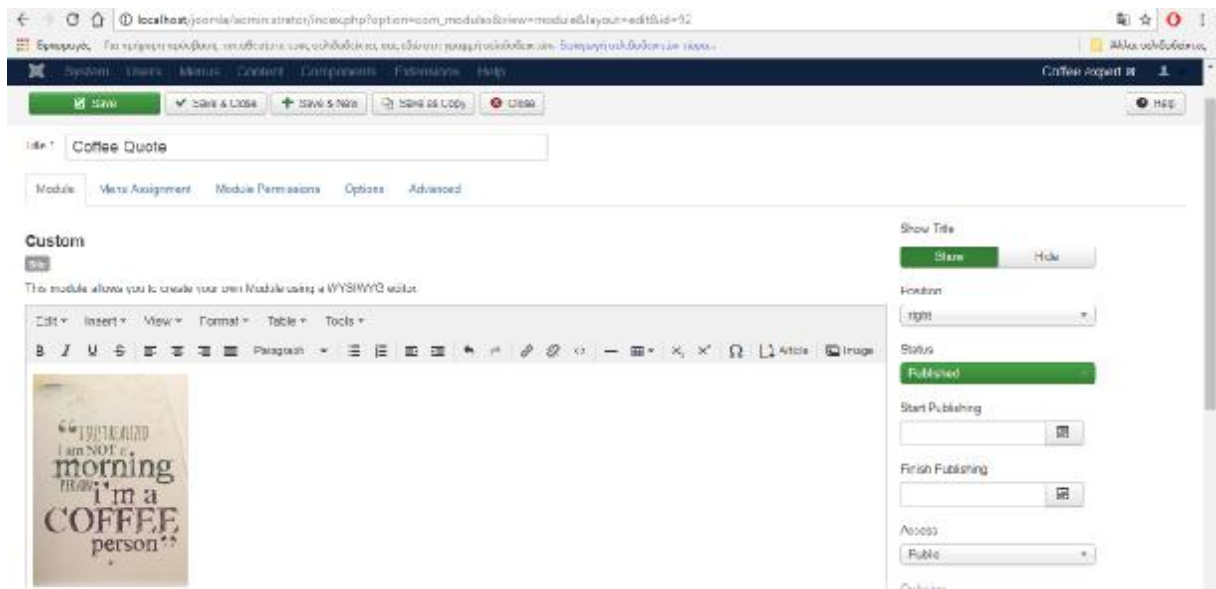 localhost/joomla/administrator/index.php?option=com_modules&view=module&layout=edit&id=92
Εφαρμογές
System Users Menus Content Components Extensions Help
Coffee expert
Save
Save & Close
Save & New
Save as Copy
Close
Help
Title *
Coffee Quote
Module
Menu Assignment
Module Permissions
Options
Advanced
Custom
Site
This module allows you to create your own Module using a WYSIWYG editor.
Edit Insert View Format Table Tools
B I U S Paragraph Article Image
“
I am NOT a
morning
PERSON
i'm a
COFFEE
person”
Show Title
Show Hide
Position
right
Status
Published
Start Publishing
Finish Publishing
Access
Public
Ordering